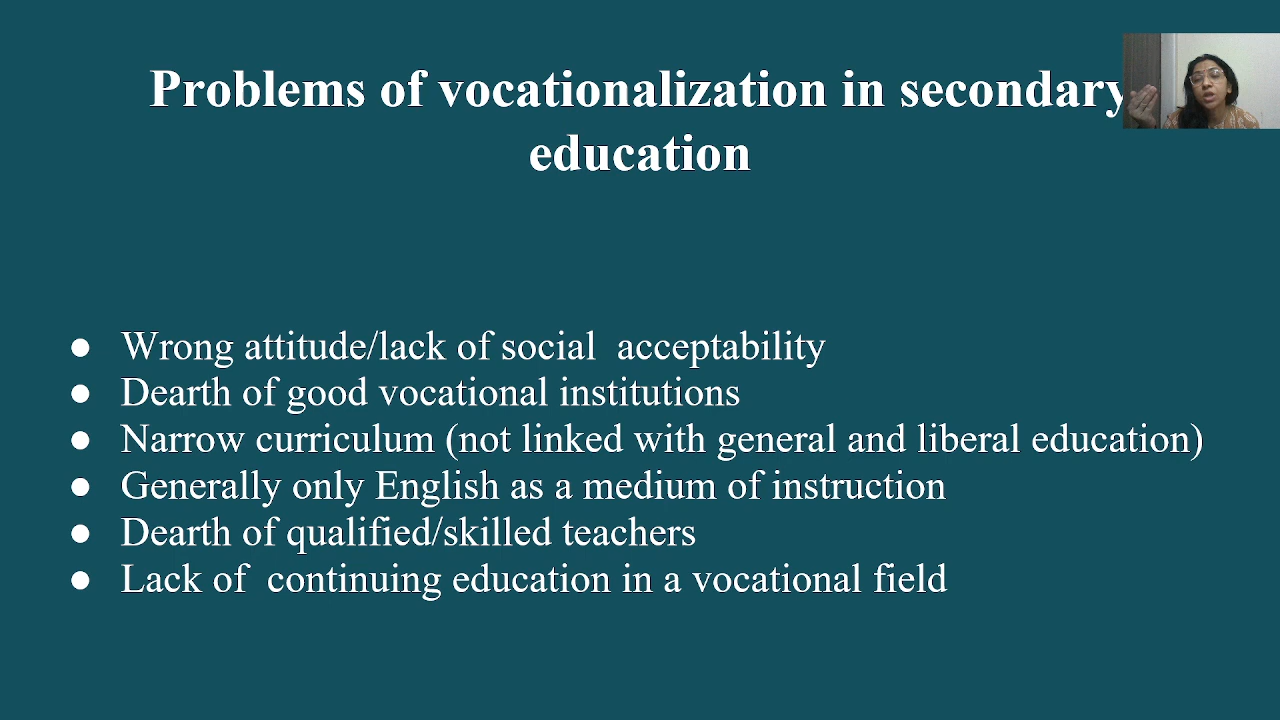 Problems of vocationalization in secondary
education
● Wrong attitude/lack of social  acceptability
● Dearth of good vocational institutions
● Narrow curriculum (not linked with general and liberal education)
● Generally only English as a medium of instruction
● Dearth of qualified/skilled teachers
● Lack of  continuing education in a vocational field